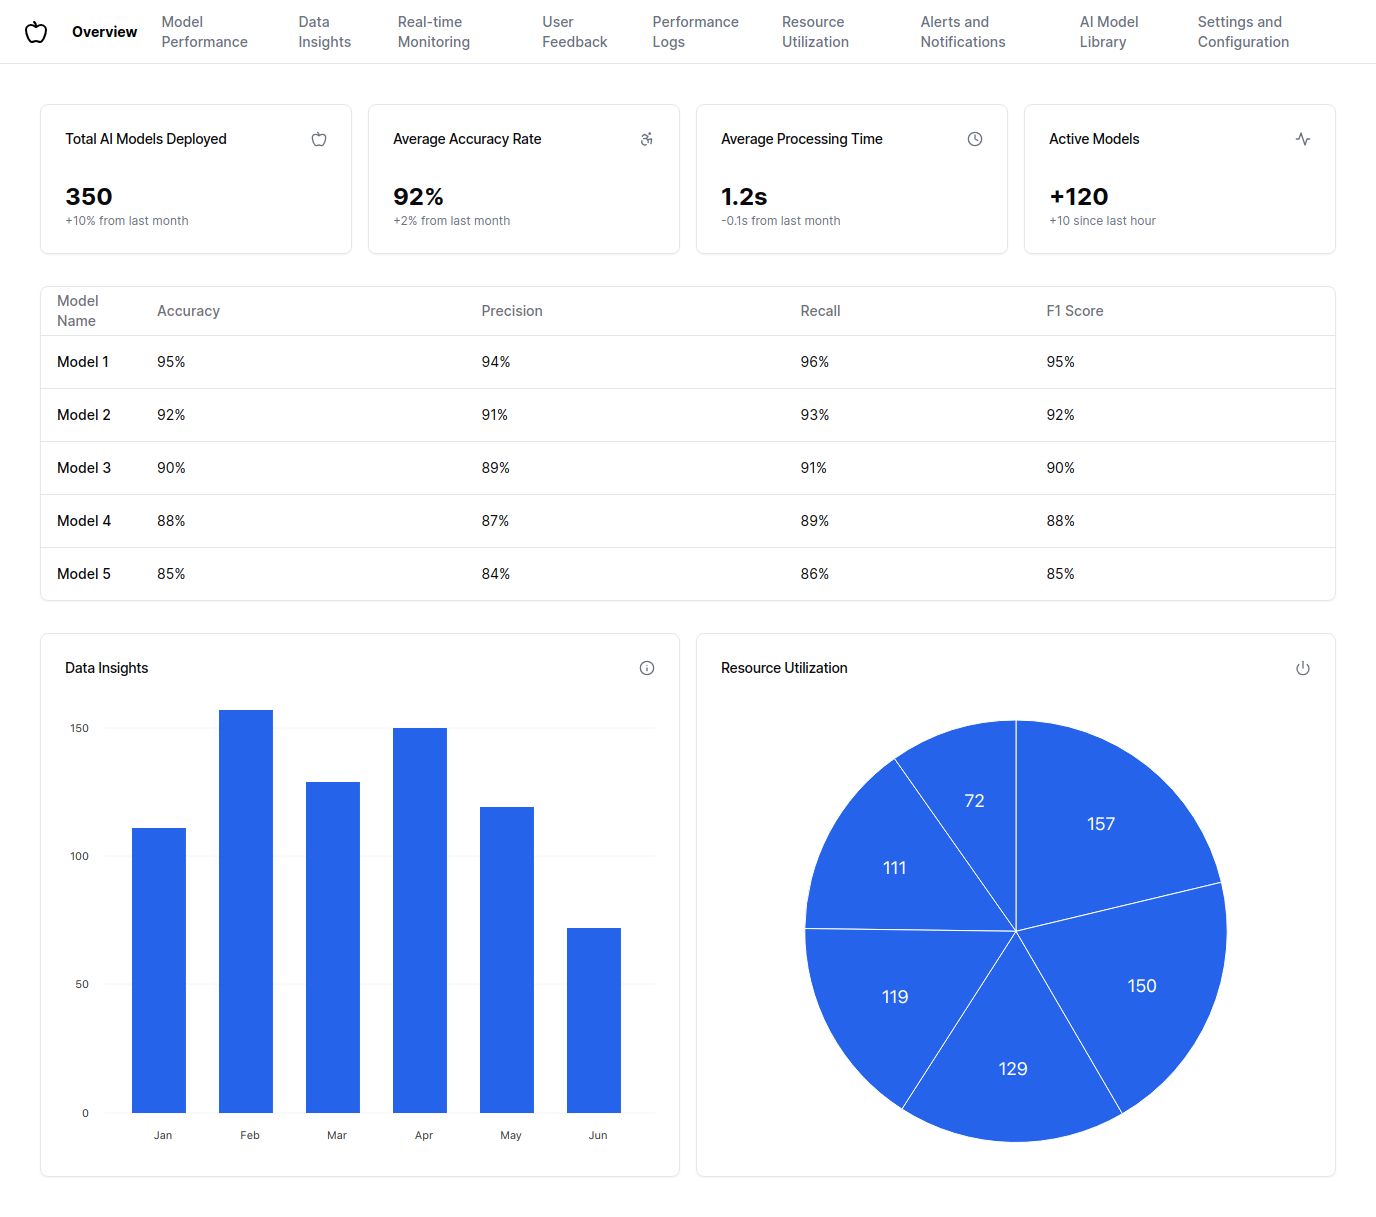 Overview
Model
Performance
Data
Insights
Real-time
Monitoring
User
Feedback
Performance
Logs
Resource
Utilization
Alerts and
Notifications
AI Model
Library
Settings and
Configuration
Total AI Models Deployed
350
+10% from last month
Average Accuracy Rate
92%
+2% from last month
Average Processing Time
1.2s
-0.1s from last month
Active Models
+120
+10 since last hour
Model
Name
Accuracy
Precision
Recall
F1 Score
Model 1 95% 94% 96% 95%
Model 2 92% 91% 93% 92%
Model 3 90% 89% 91% 90%
Model 4 88% 87% 89% 88%
Model 5 85% 84% 86% 85%
Data Insights
150
100
50
0
Jan Feb Mar Apr May Jun
Resource Utilization
72
157
111
150
119
129